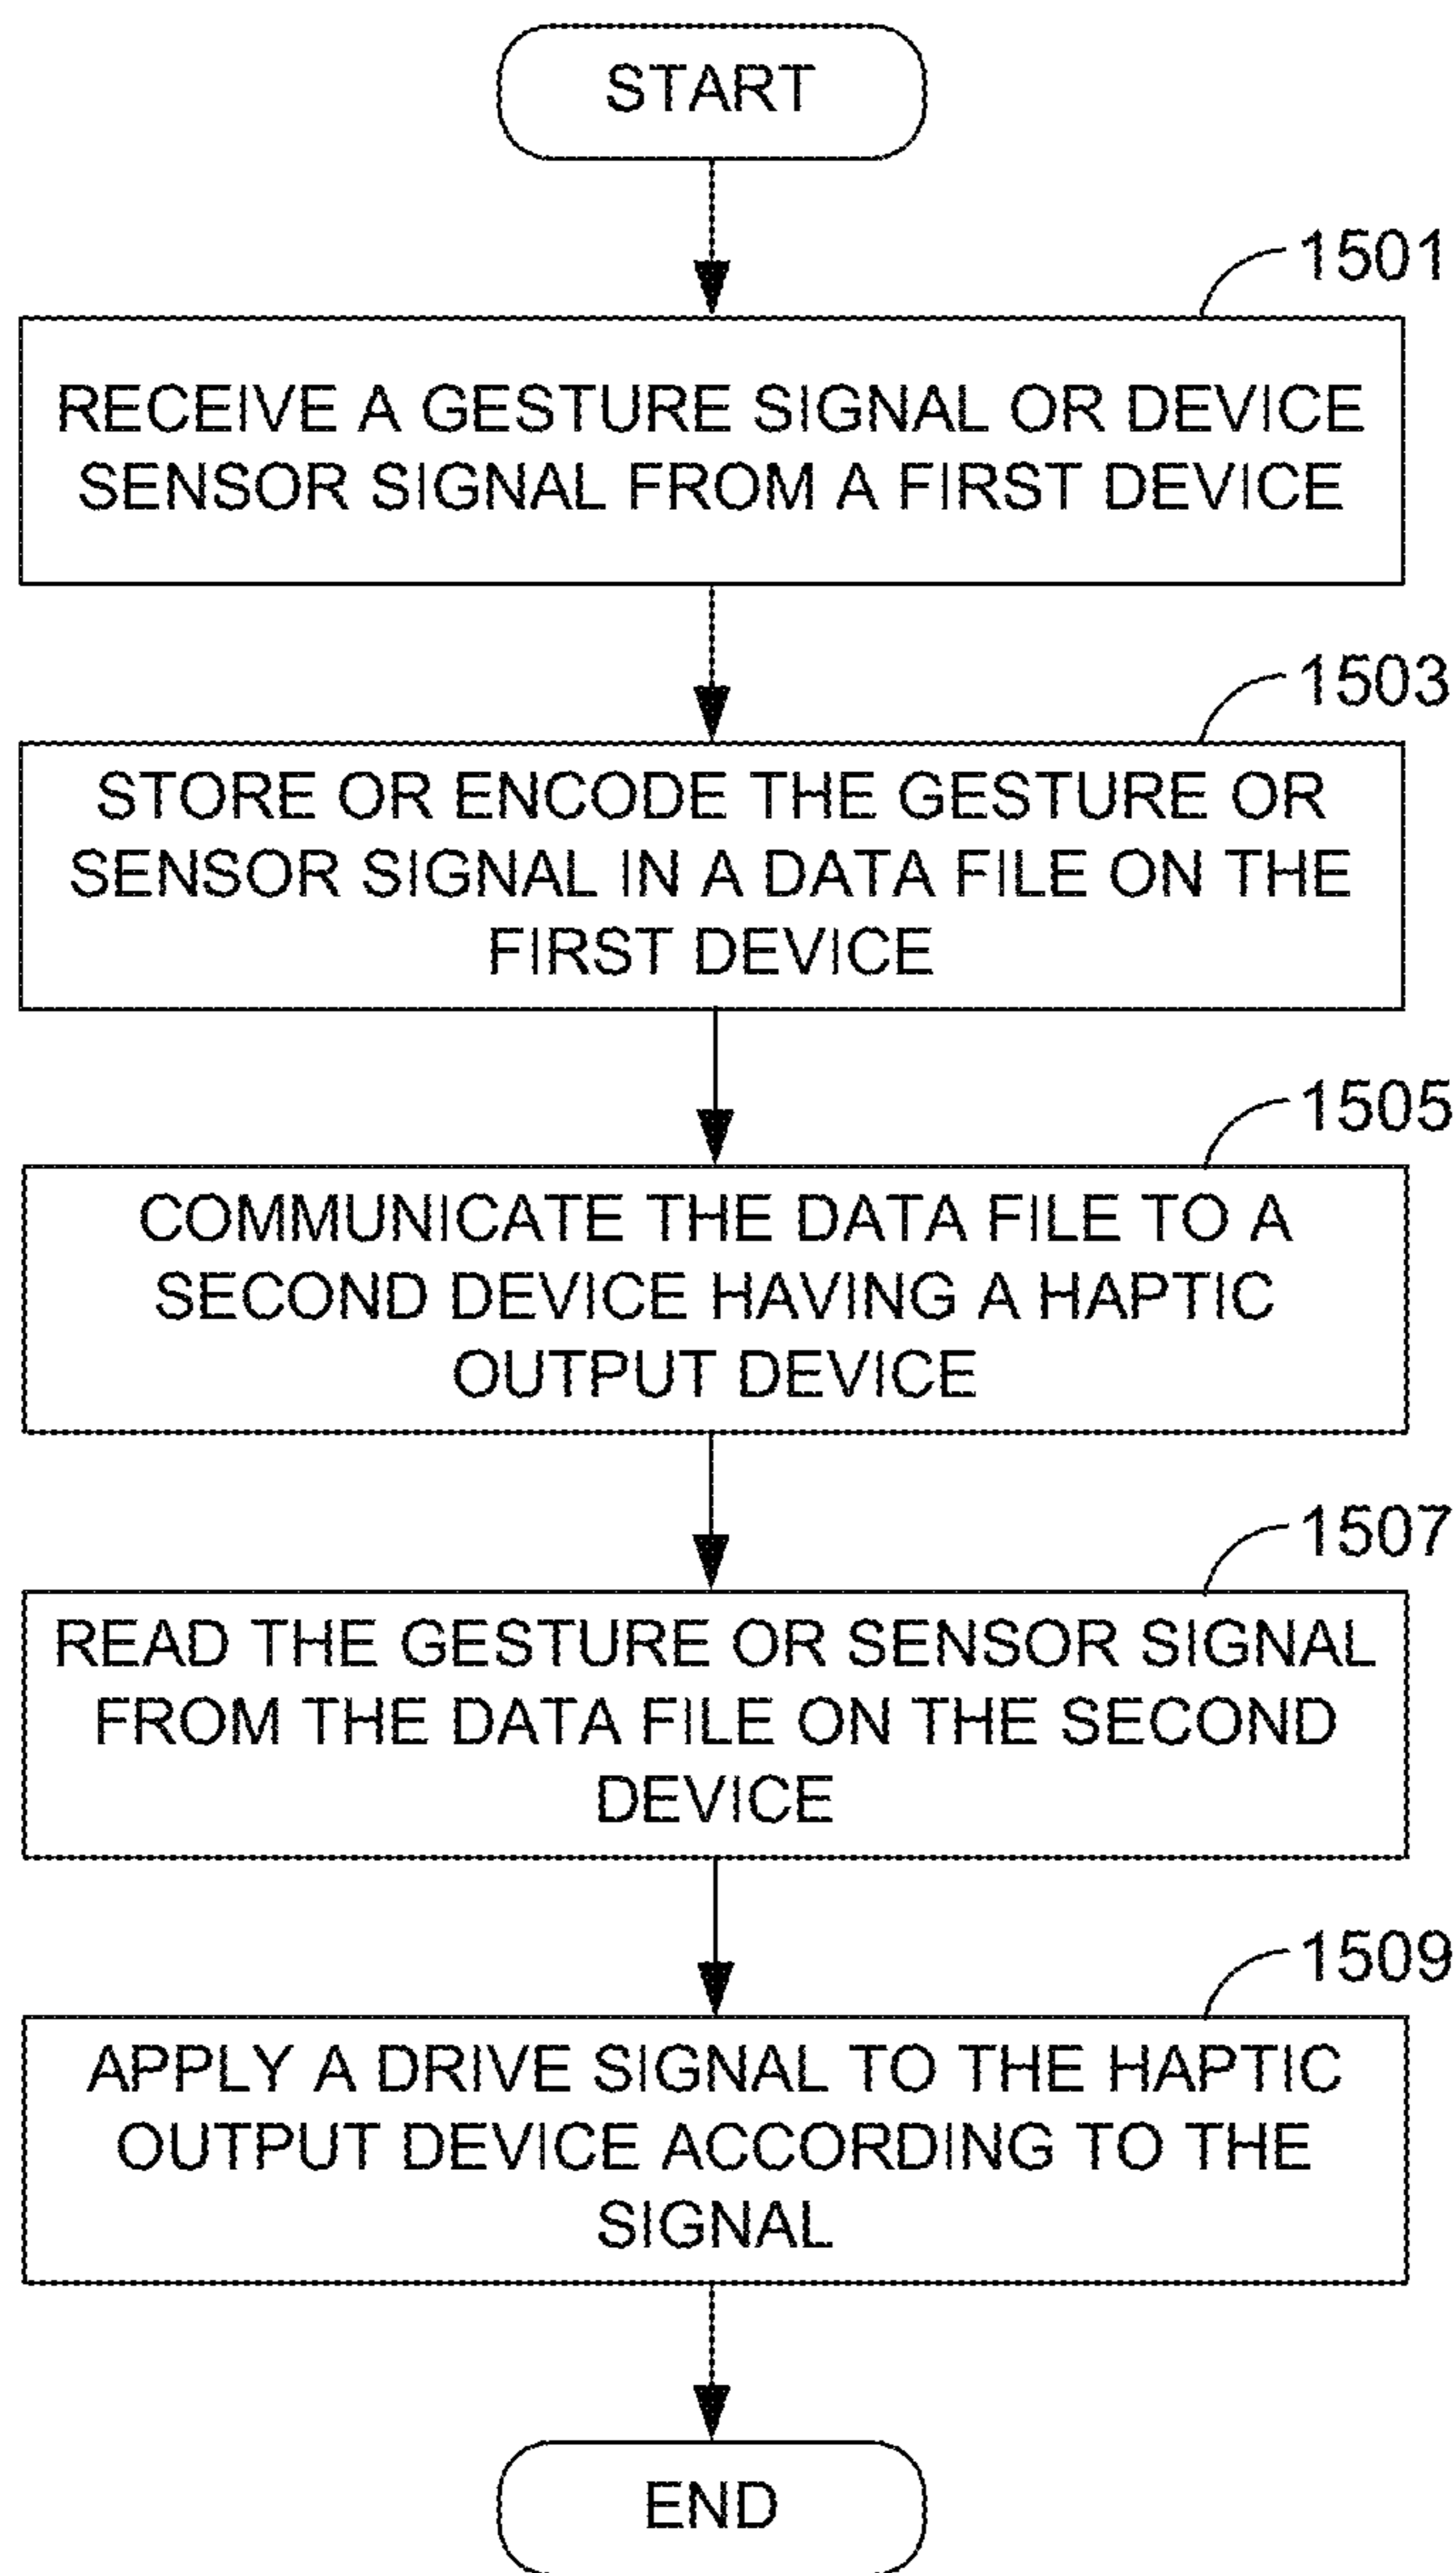 START
1501
RECEIVE A GESTURE SIGNAL OR DEVICE
SENSOR SIGNAL FROM A FIRST DEVICE
1503
STORE OR ENCODE THE GESTURE OR
SENSOR SIGNAL IN A DATA FILE ON THE
FIRST DEVICE
1505
COMMUNICATE THE DATA FILE TO A
SECOND DEVICE HAVING A HAPTIC
OUTPUT DEVICE
1507
READ THE GESTURE OR SENSOR SIGNAL
FROM THE DATA FILE ON THE SECOND
DEVICE
1509
APPLY A DRIVE SIGNAL TO THE HAPTIC
OUTPUT DEVICE ACCORDING TO THE
SIGNAL
END